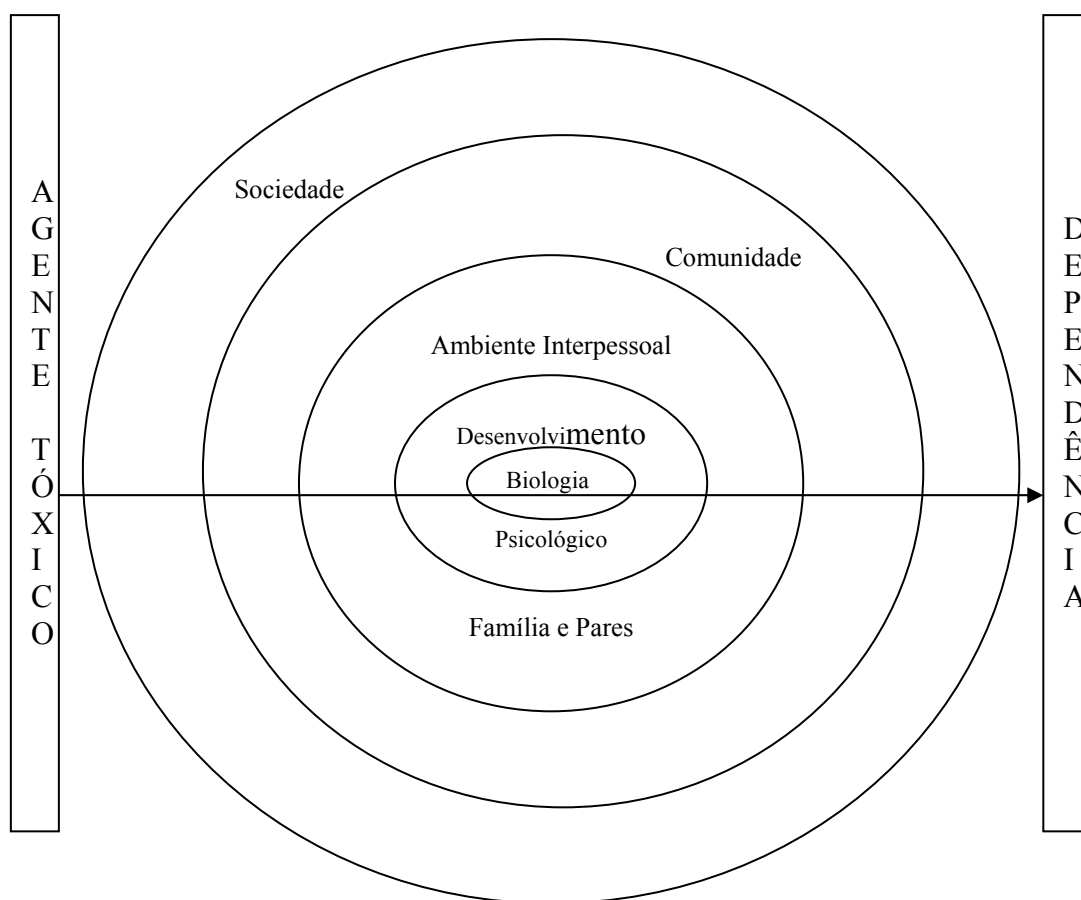 AGENTE TÓXICO
Sociedade
Comunidade
Ambiente Interpessoal
Desenvolvimento
Biologia
Psicológico
Família e Pares
DEPENDÊNCIA